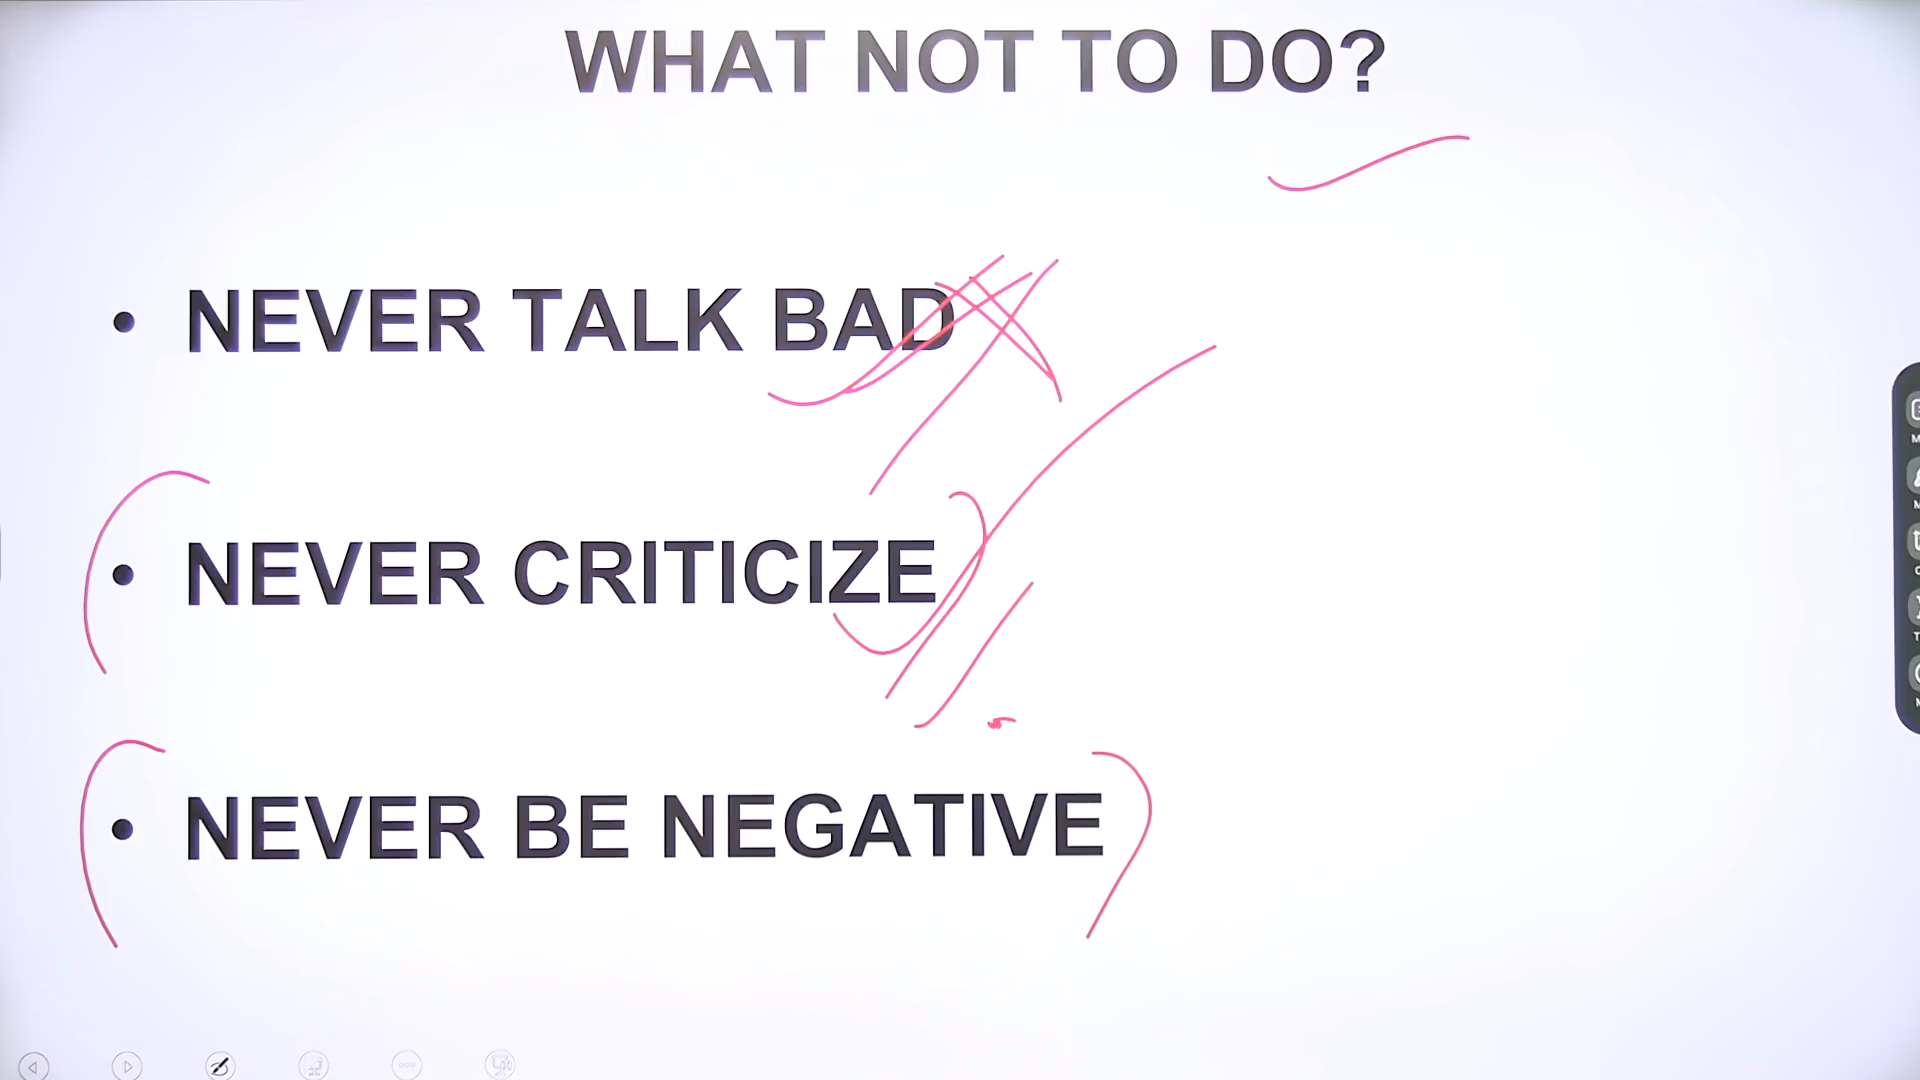 WHAT NOT TO DO?
• NEVER TALK BAD
• NEVER CRITICIZE
• NEVER BE NEGATIVE